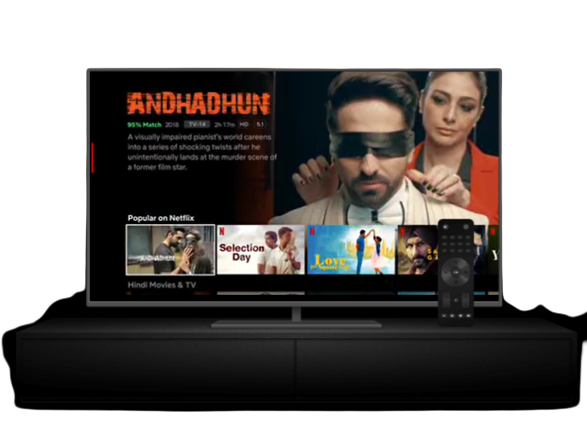 ANDHADHUN
95% Match 2018 TV-14 2h 17m HD 5.1
A visually impaired pianist's world careens
into a series of shocking twists after he
unintentionally lands at the murder scene of
a former film star.
Popular on Netflix
ANDHADHUN
N Selection
Day
N Love
N
Hindi Movies & TV